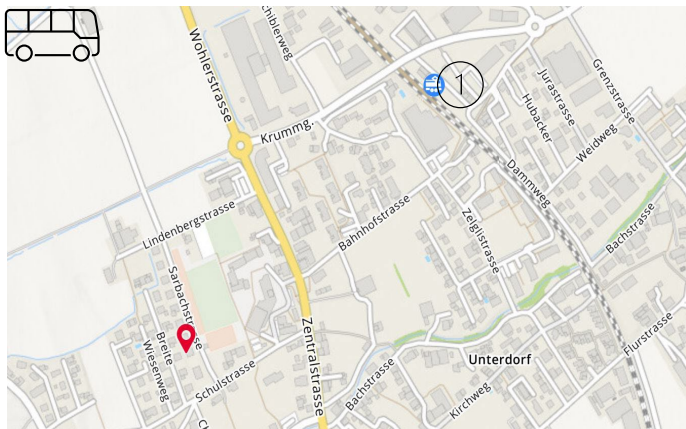 Chiblerweg
Wohlerstrasse
1
Grenzstrasse
Jurastrasse
Hubacker
Krummg.
Weidweg
Dammweg
Lindenbergstrasse
Bahnhofstrasse
Zelglistrasse
Bachstrasse
Sarbachstrasse
Breite
Wiesenweg
Zentralstrasse
Schulstrasse
Bachstrasse
Unterdorf
Flurstrasse
Kirchweg